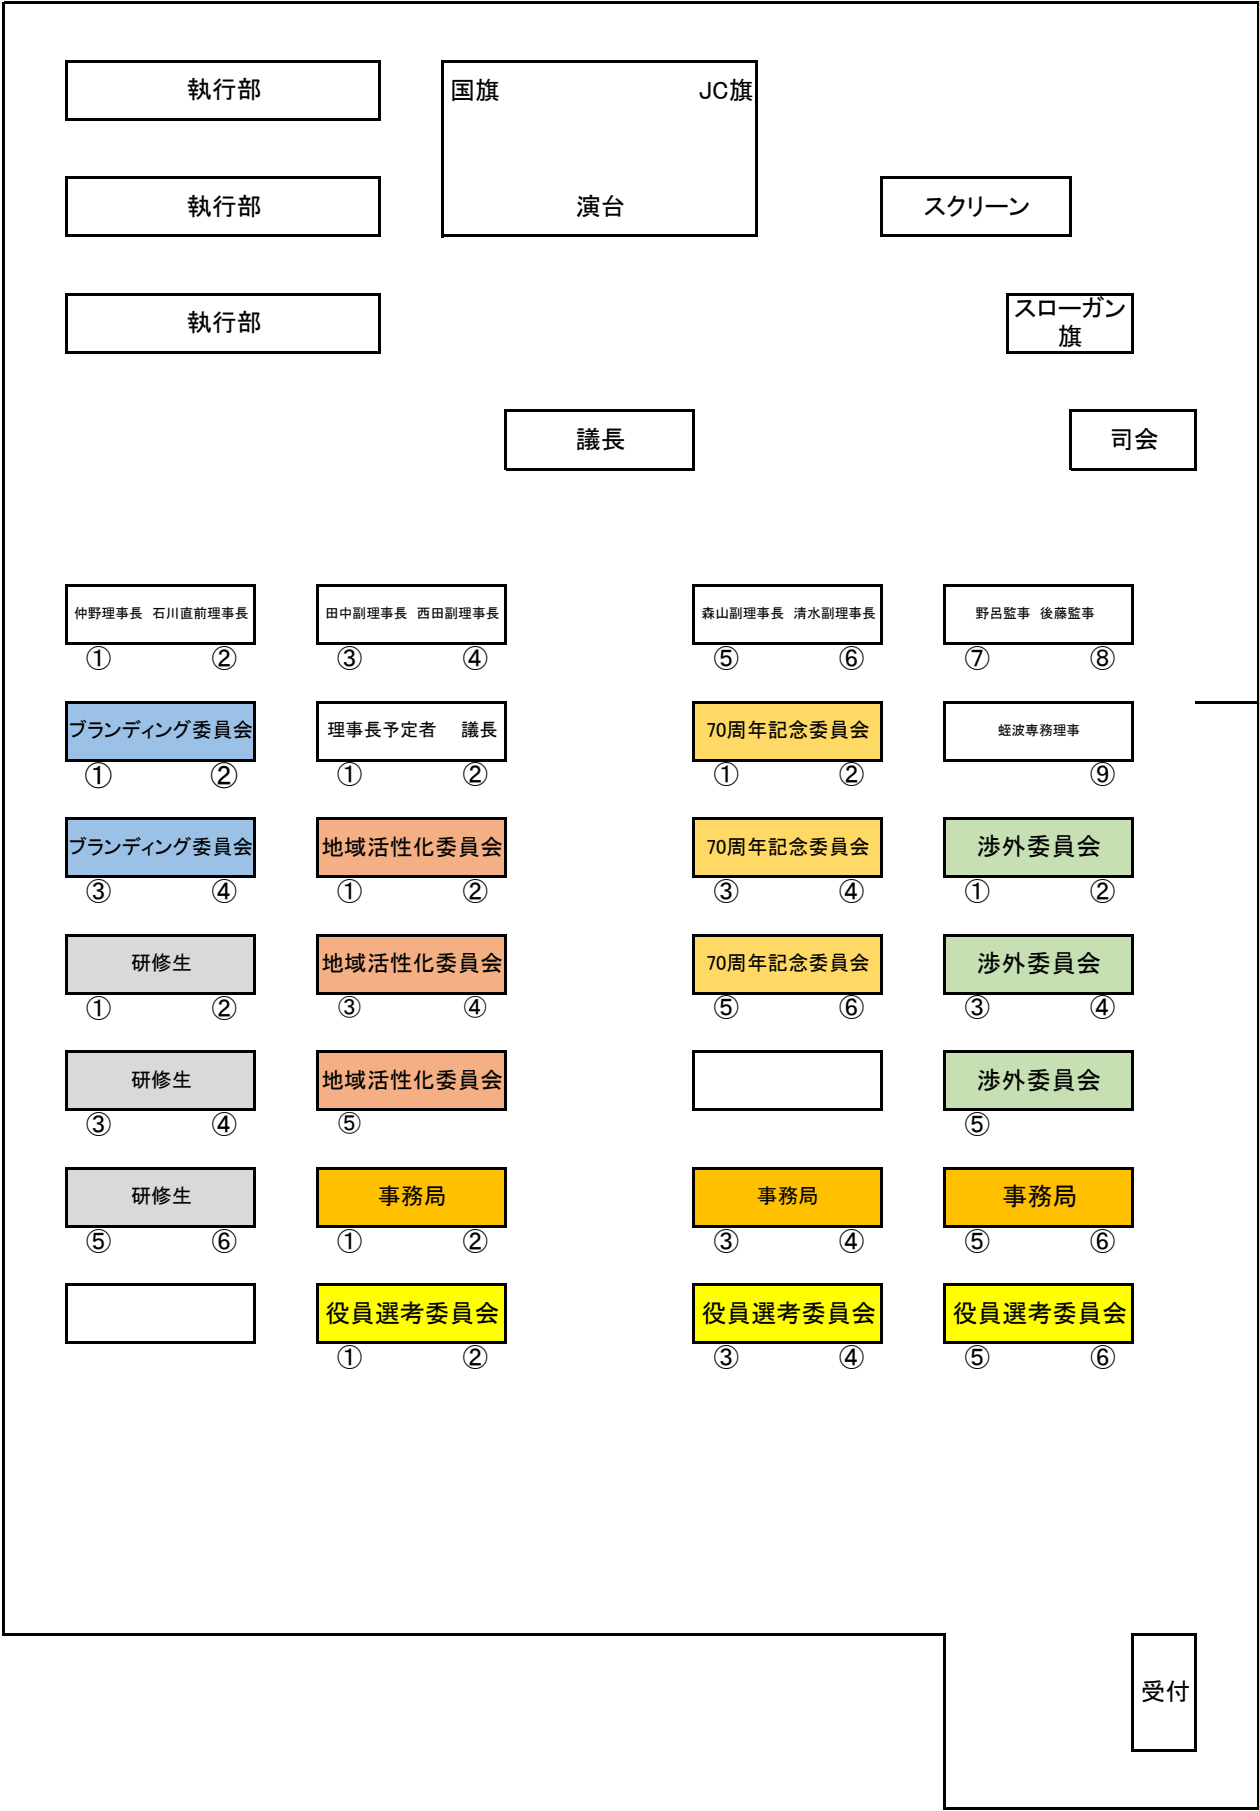 執行部
国旗 JC旗
執行部
演台
スクリーン
執行部
スローガン
旗
議長
司会
仲野理事長 石川直前理事長
田中副理事長 西田副理事長
森山副理事長 清水副理事長
野呂監事 後藤監事
① ②
③ ④
⑤ ⑥
⑦ ⑧
ブランディング委員会
理事長予定者 議長
70周年記念委員会
蛭波専務理事
① ②
① ②
① ②
⑨
ブランディング委員会
地域活性化委員会
70周年記念委員会
渉外委員会
③ ④
① ②
③ ④
① ②
研修生
地域活性化委員会
70周年記念委員会
渉外委員会
① ②
③ ④
⑤ ⑥
③ ④
研修生
地域活性化委員会
渉外委員会
③ ④
⑤
⑤
研修生
事務局
事務局
事務局
⑤ ⑥
① ②
③ ④
⑤ ⑥
役員選考委員会
役員選考委員会
役員選考委員会
① ②
③ ④
⑤ ⑥
受付